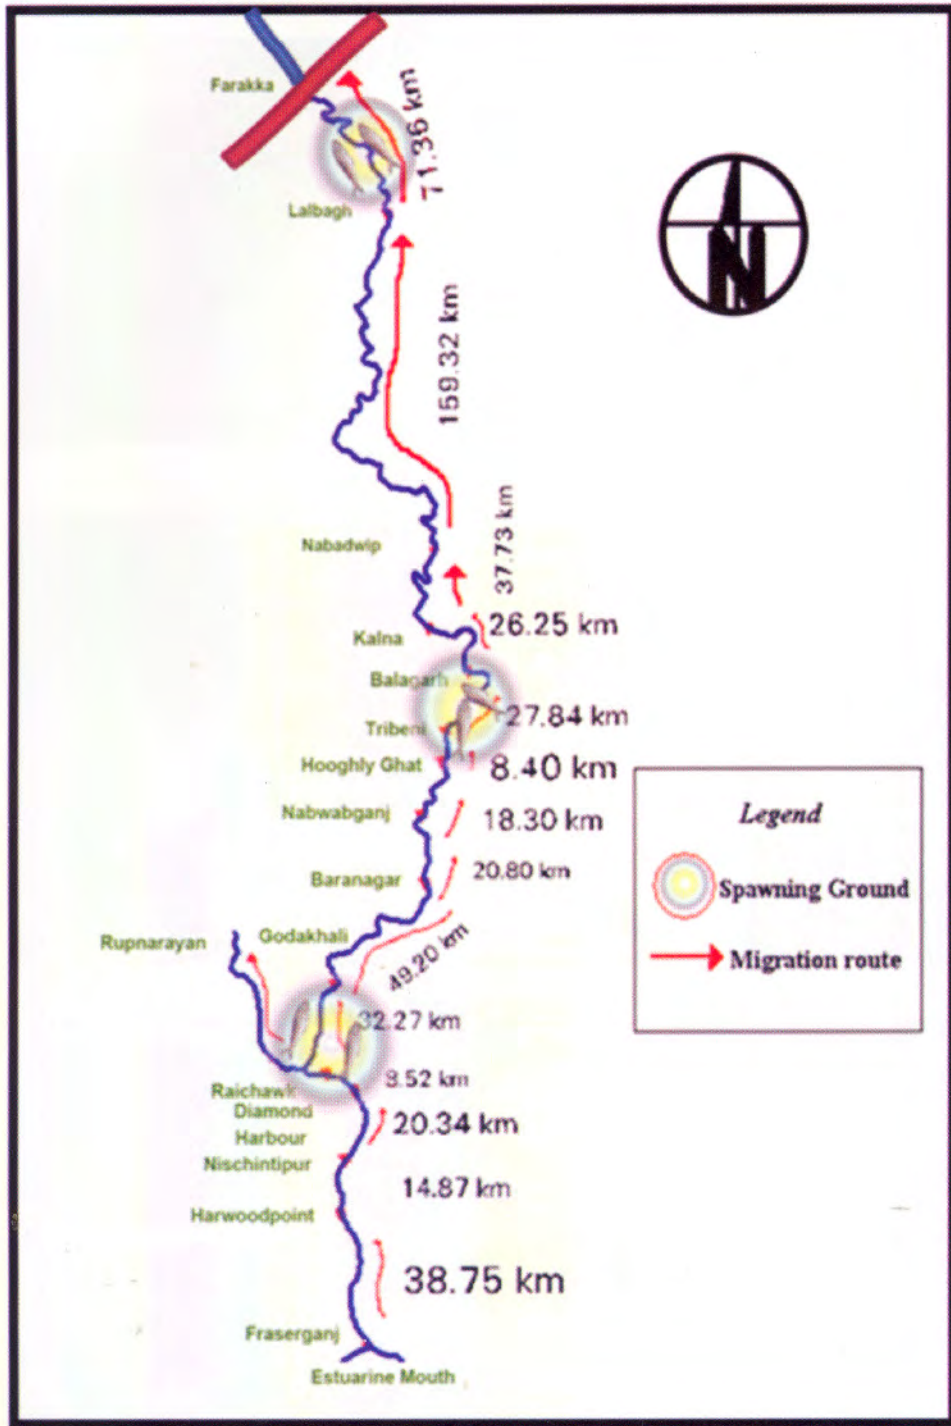 Farakka
71.36 km
Lalbagh
159.32 km
N
37.73 km
Nabadwip
26.25 km
Kalna
Balagarh
27.84 km
Tribeni
Hooghly Ghat
8.40 km
Nabwabganj
18.30 km
Baranagar
20.80 km
Godakhali
Rupnarayan
49.20 km
32.27 km
Raichawk
8.52 km
Diamond
Harbour
20.34 km
Nischintipur
14.87 km
Harwoodpoint
38.75 km
Fraserganj
Estuarine Mouth
Legend
Spawning Ground
Migration route